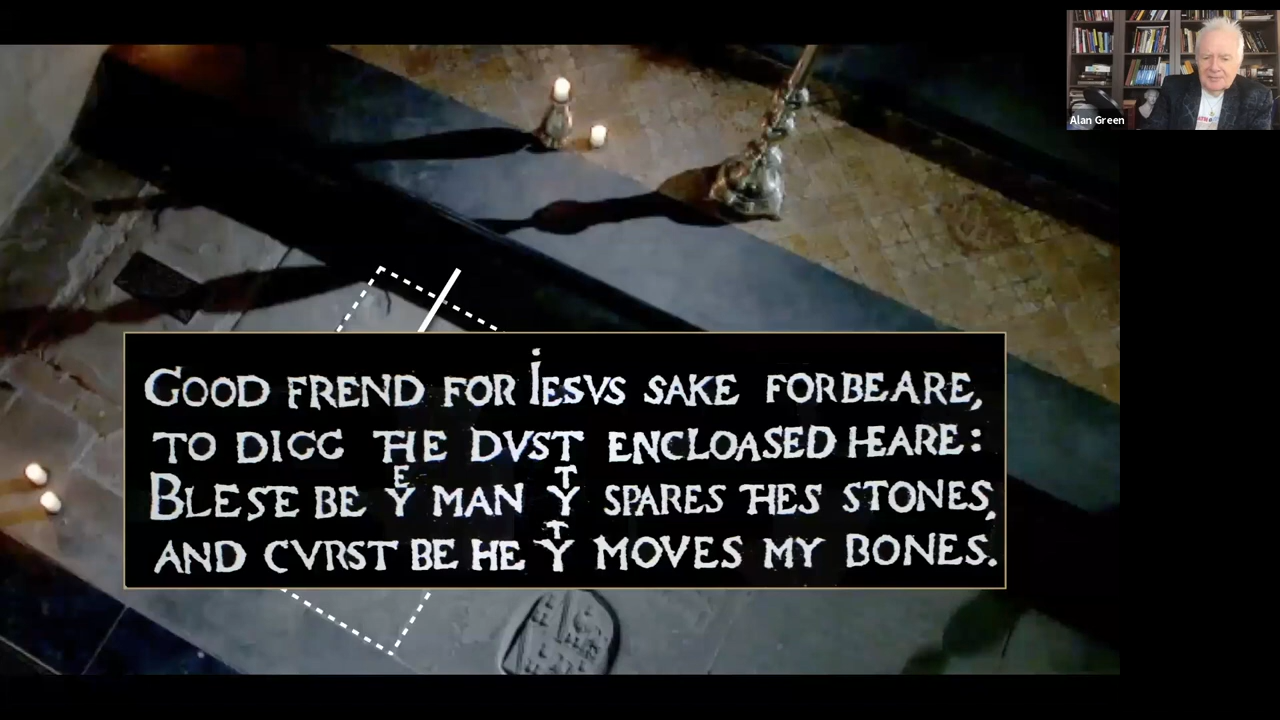 Alan Green
GOOD FREND FOR IESVS SAKE FORBEARE,
TO DIGG THE DVST ENCLOASED HEARE:
BLESE BE Yᴱ MAN Yᵀ SPARES THES STONES,
AND CVRST BE HE Yᵀ MOVES MY BONES.